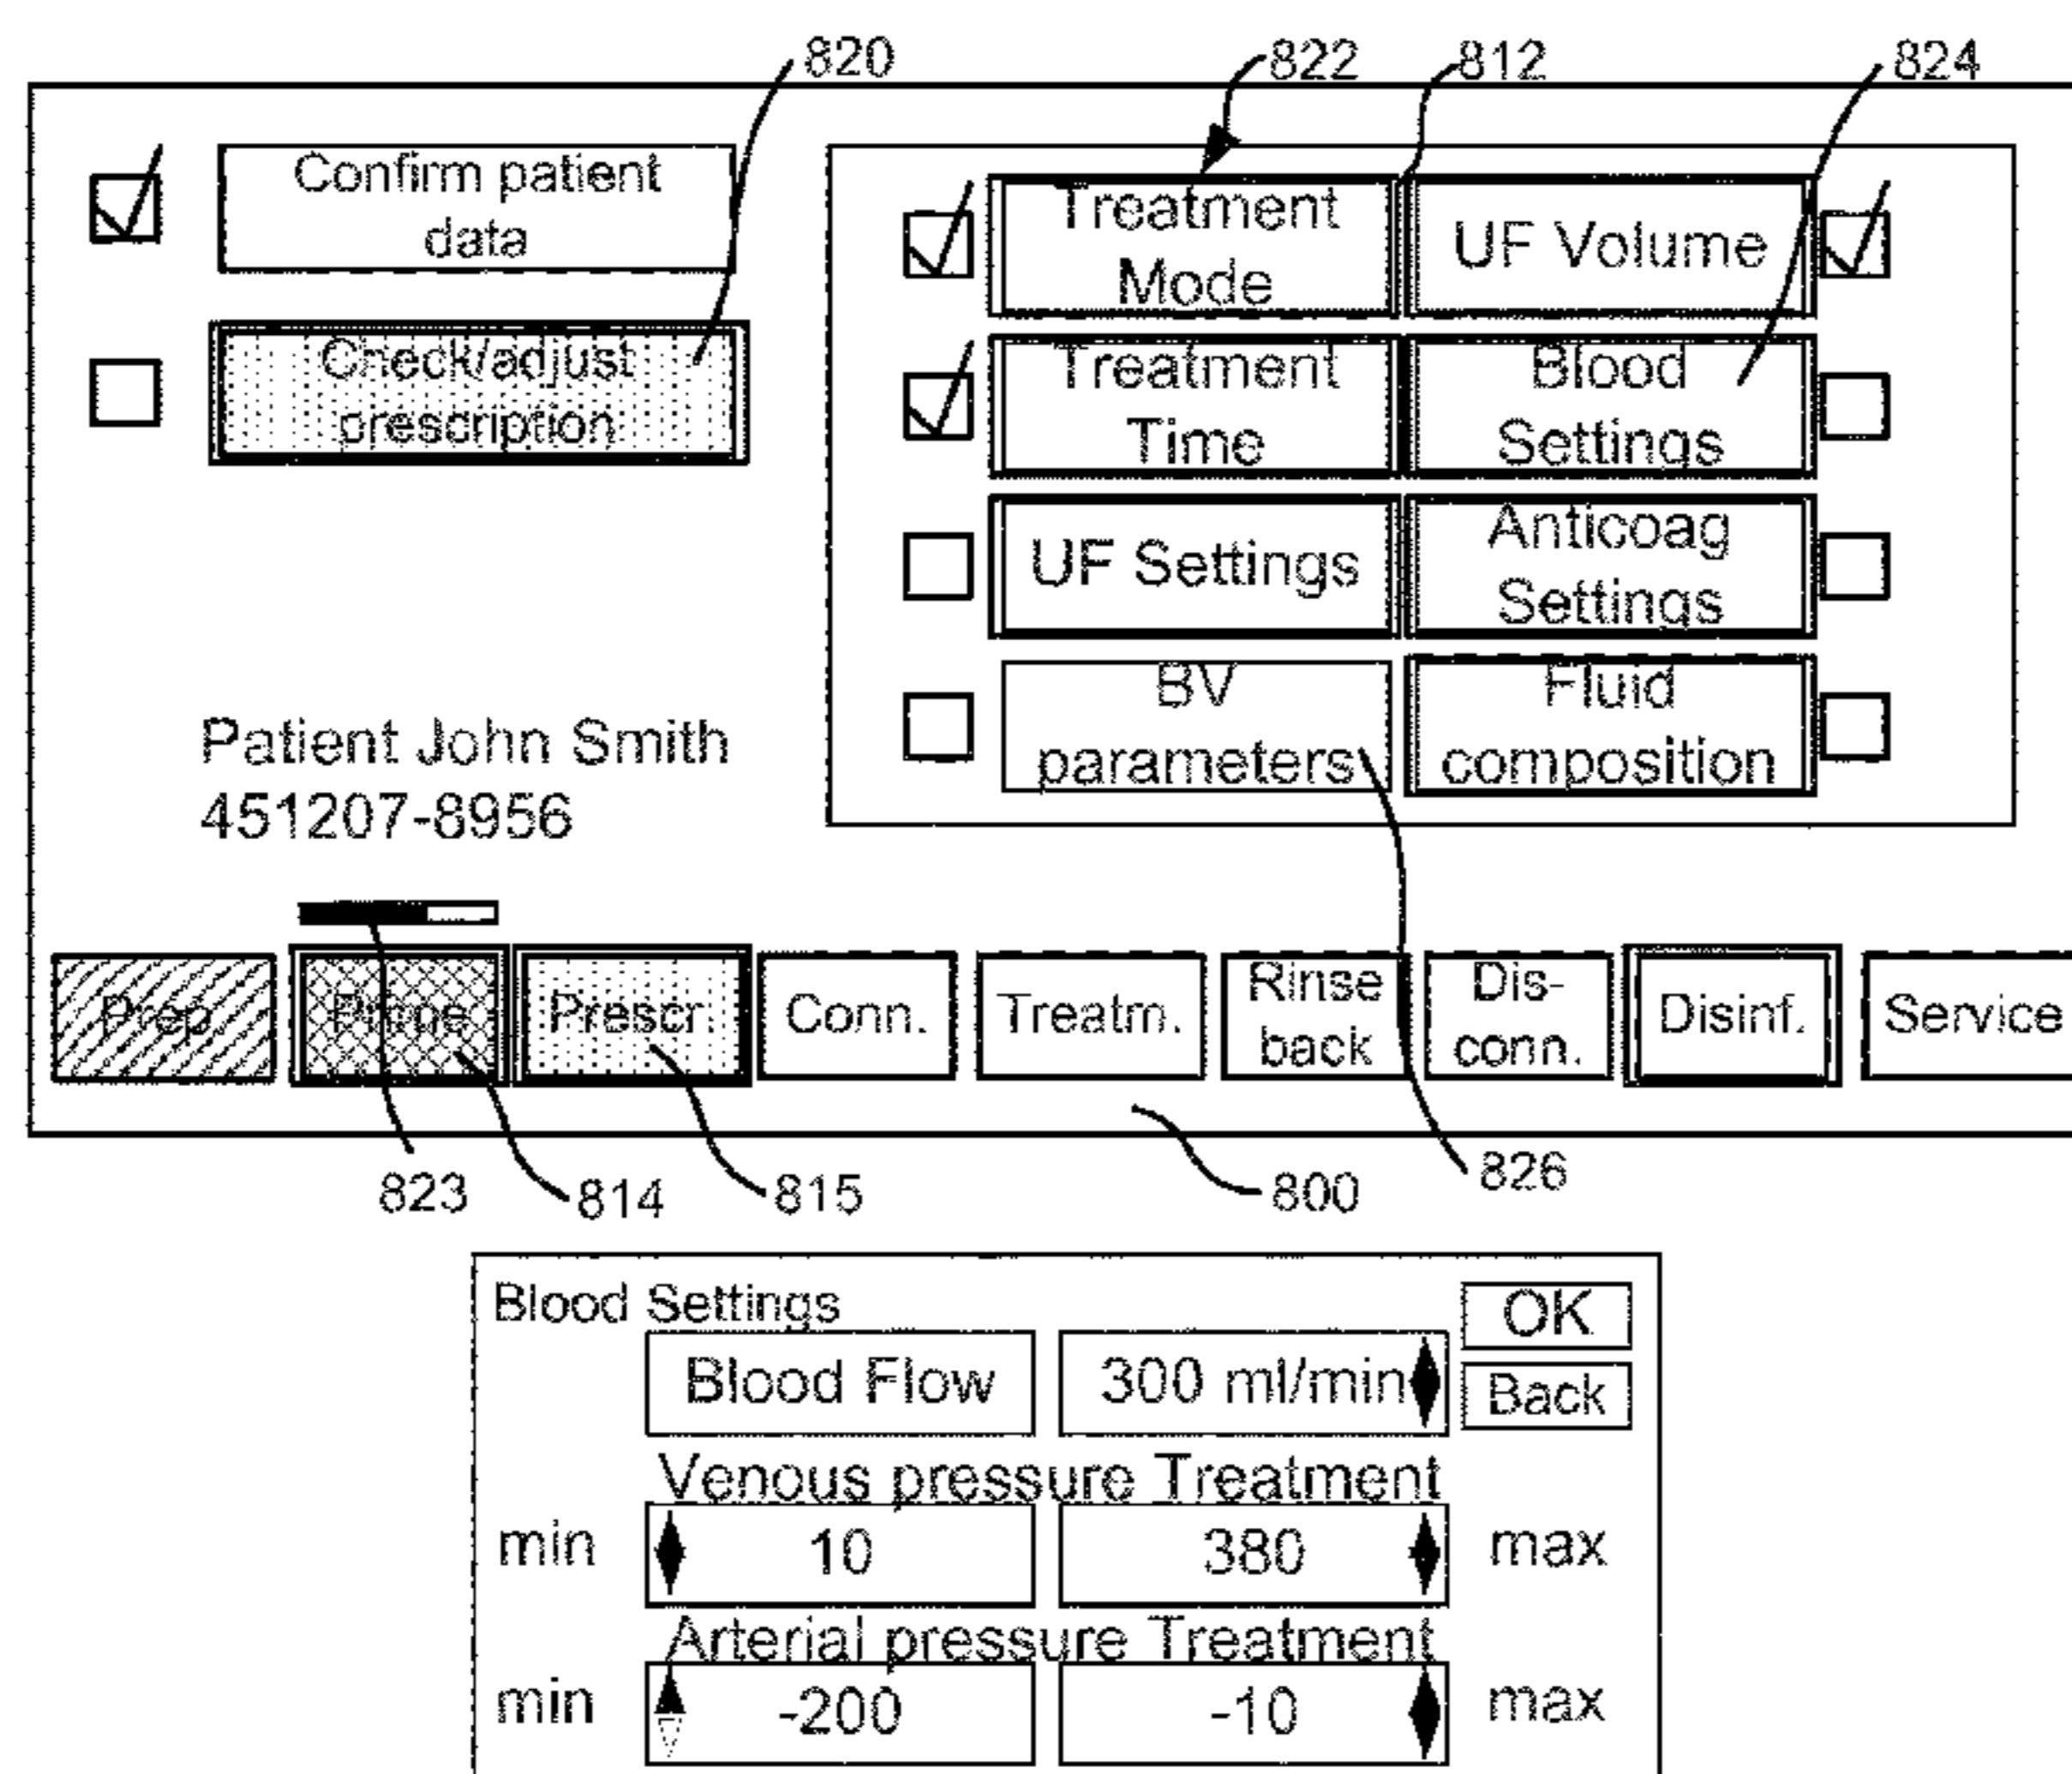 820
822
812
824
Confirm patient
data
Treatment
Mode
UF Volume
Check/adjust
prescription
Treatment
Time
Blood
Settings
UF Settings
Anticoag
Settings
BV
parameters
Fluid
composition
Patient John Smith
451207-8956
Prep.
Prime
Prescr.
Conn.
Treatm.
Rinse
back
Dis-
conn.
Disinf.
Service
823
814
815
800
826
Blood Settings
OK
Blood Flow
300 ml/min
Back
Venous pressure Treatment
min
10
380
max
Arterial pressure Treatment
min
-200
-10
max